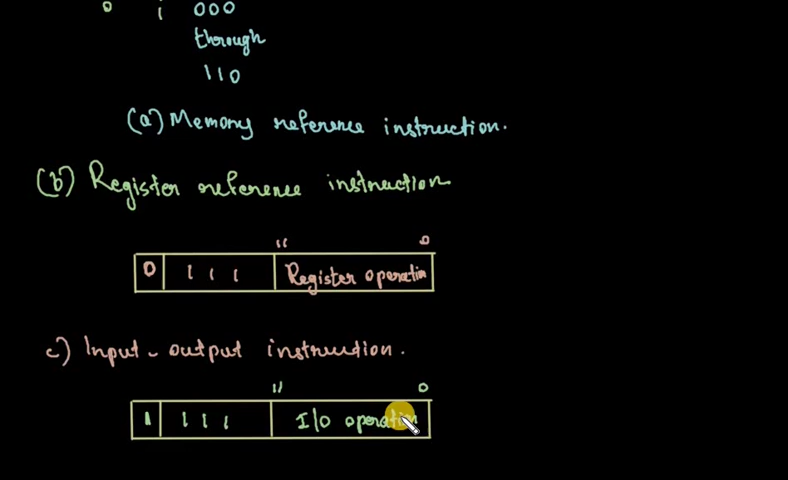 0 1 000
through
110
(a) Memory reference instruction.
(b) Register reference instruction
11 0
0 1 1 1 Register operation
c) Input - output instruction.
11 0
1 1 1 1 I/O operation